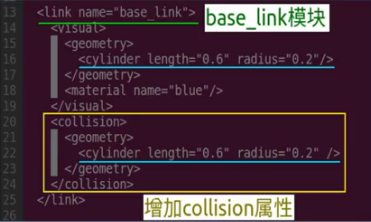 13 <link name="base_link"> base_link模块
14 <visual>
15 <geometry>
16 <cylinder length="0.6" radius="0.2"/>
17 </geometry>
18 <material name="blue"/>
19 </visual>
20 <collision>
21 <geometry>
22 <cylinder length="0.6" radius="0.2" />
23 </geometry>
24 </collision>
25 </link> 增加collision属性